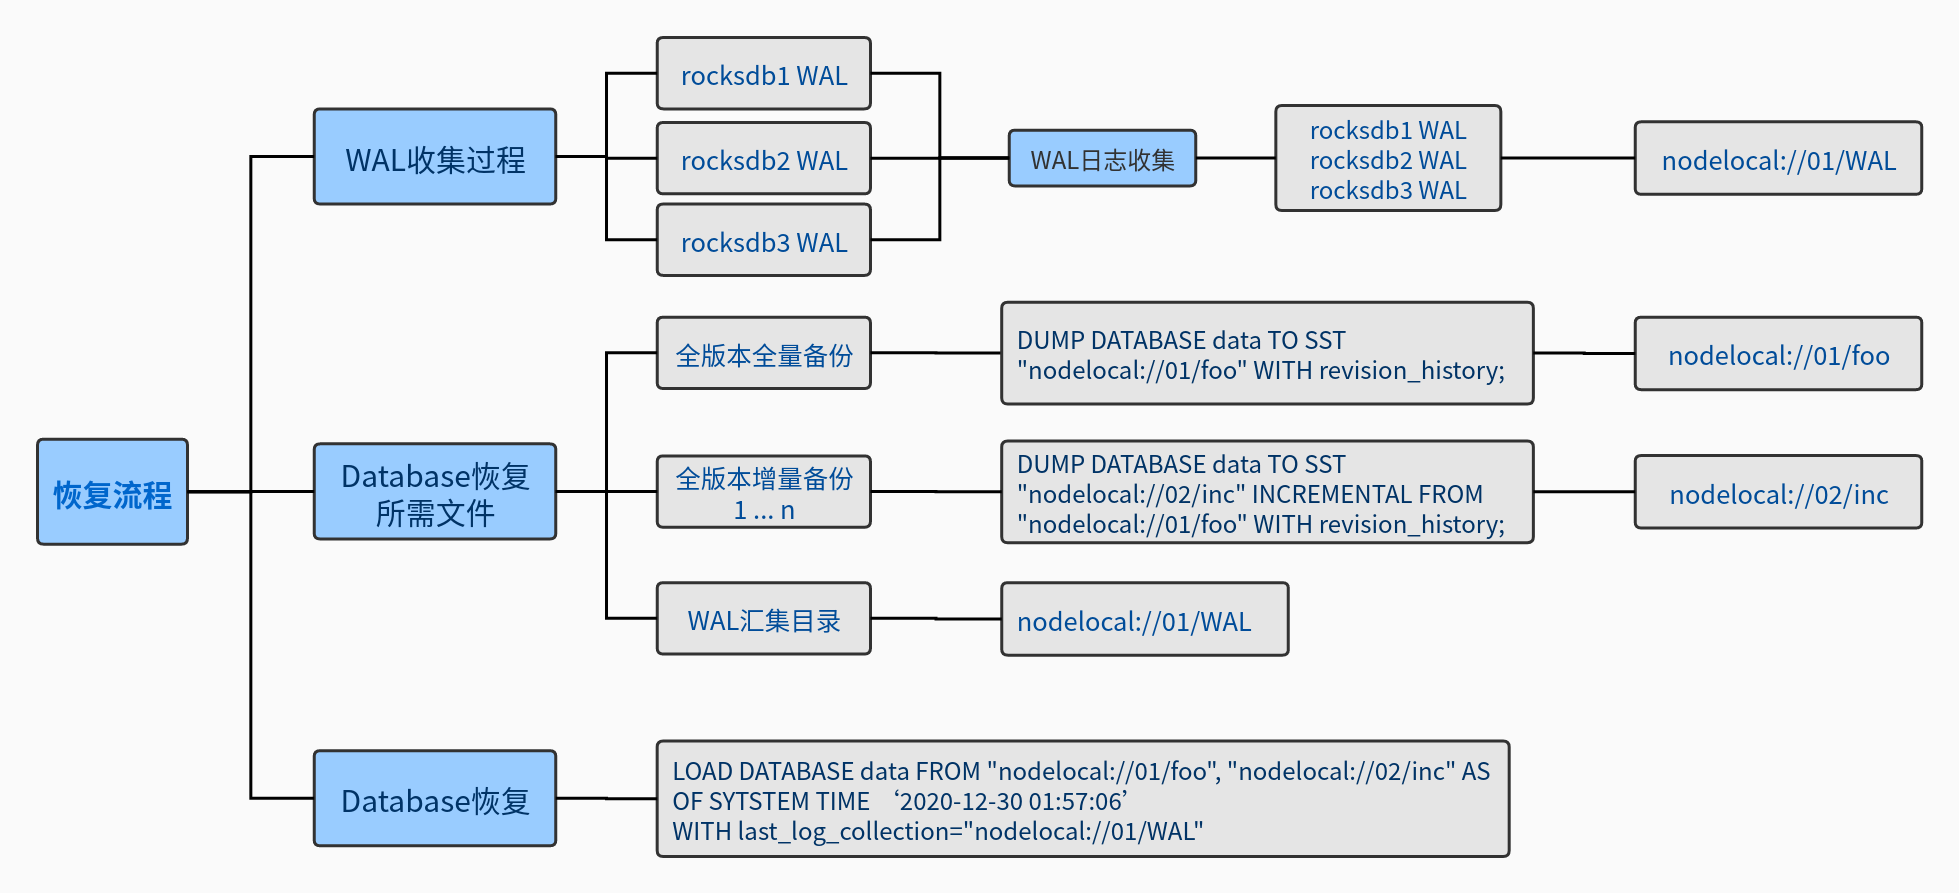 恢复流程
WAL收集过程
rocksdb1 WAL
rocksdb2 WAL
rocksdb3 WAL
WAL日志收集
rocksdb1 WAL
rocksdb2 WAL
rocksdb3 WAL
nodelocal://01/WAL
Database恢复
所需文件
全版本全量备份
DUMP DATABASE data TO SST
"nodelocal://01/foo" WITH revision_history;
nodelocal://01/foo
全版本增量备份
1 ... n
DUMP DATABASE data TO SST
"nodelocal://02/inc" INCREMENTAL FROM
"nodelocal://01/foo" WITH revision_history;
nodelocal://02/inc
WAL汇集目录
nodelocal://01/WAL
Database恢复
LOAD DATABASE data FROM "nodelocal://01/foo", "nodelocal://02/inc" AS
OF SYTSTEM TIME ‘2020-12-30 01:57:06’
WITH last_log_collection="nodelocal://01/WAL"